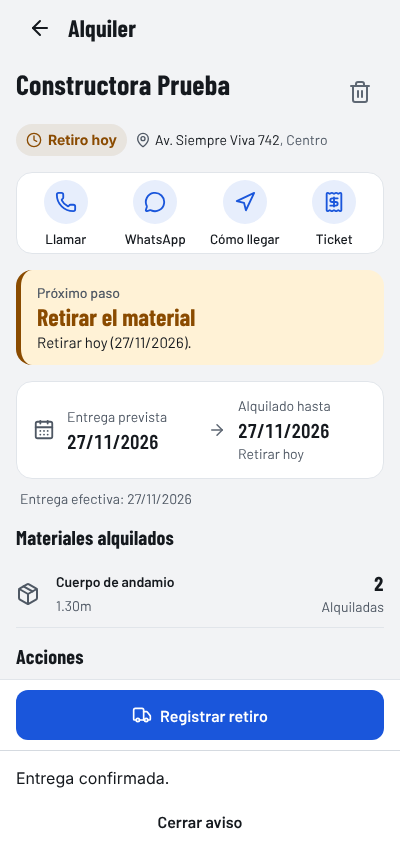 Alquiler
Constructora Prueba
Retiro hoy
Av. Siempre Viva 742, Centro
Llamar
WhatsApp
Cómo llegar
Ticket
Próximo paso
Retirar el material
Retirar hoy (27/11/2026).
Entrega prevista
27/11/2026
Alquilado hasta
27/11/2026
Retirar hoy
Entrega efectiva: 27/11/2026
Materiales alquilados
Cuerpo de andamio
1.30m
2
Alquiladas
Acciones
Registrar retiro
Entrega confirmada.
Cerrar aviso